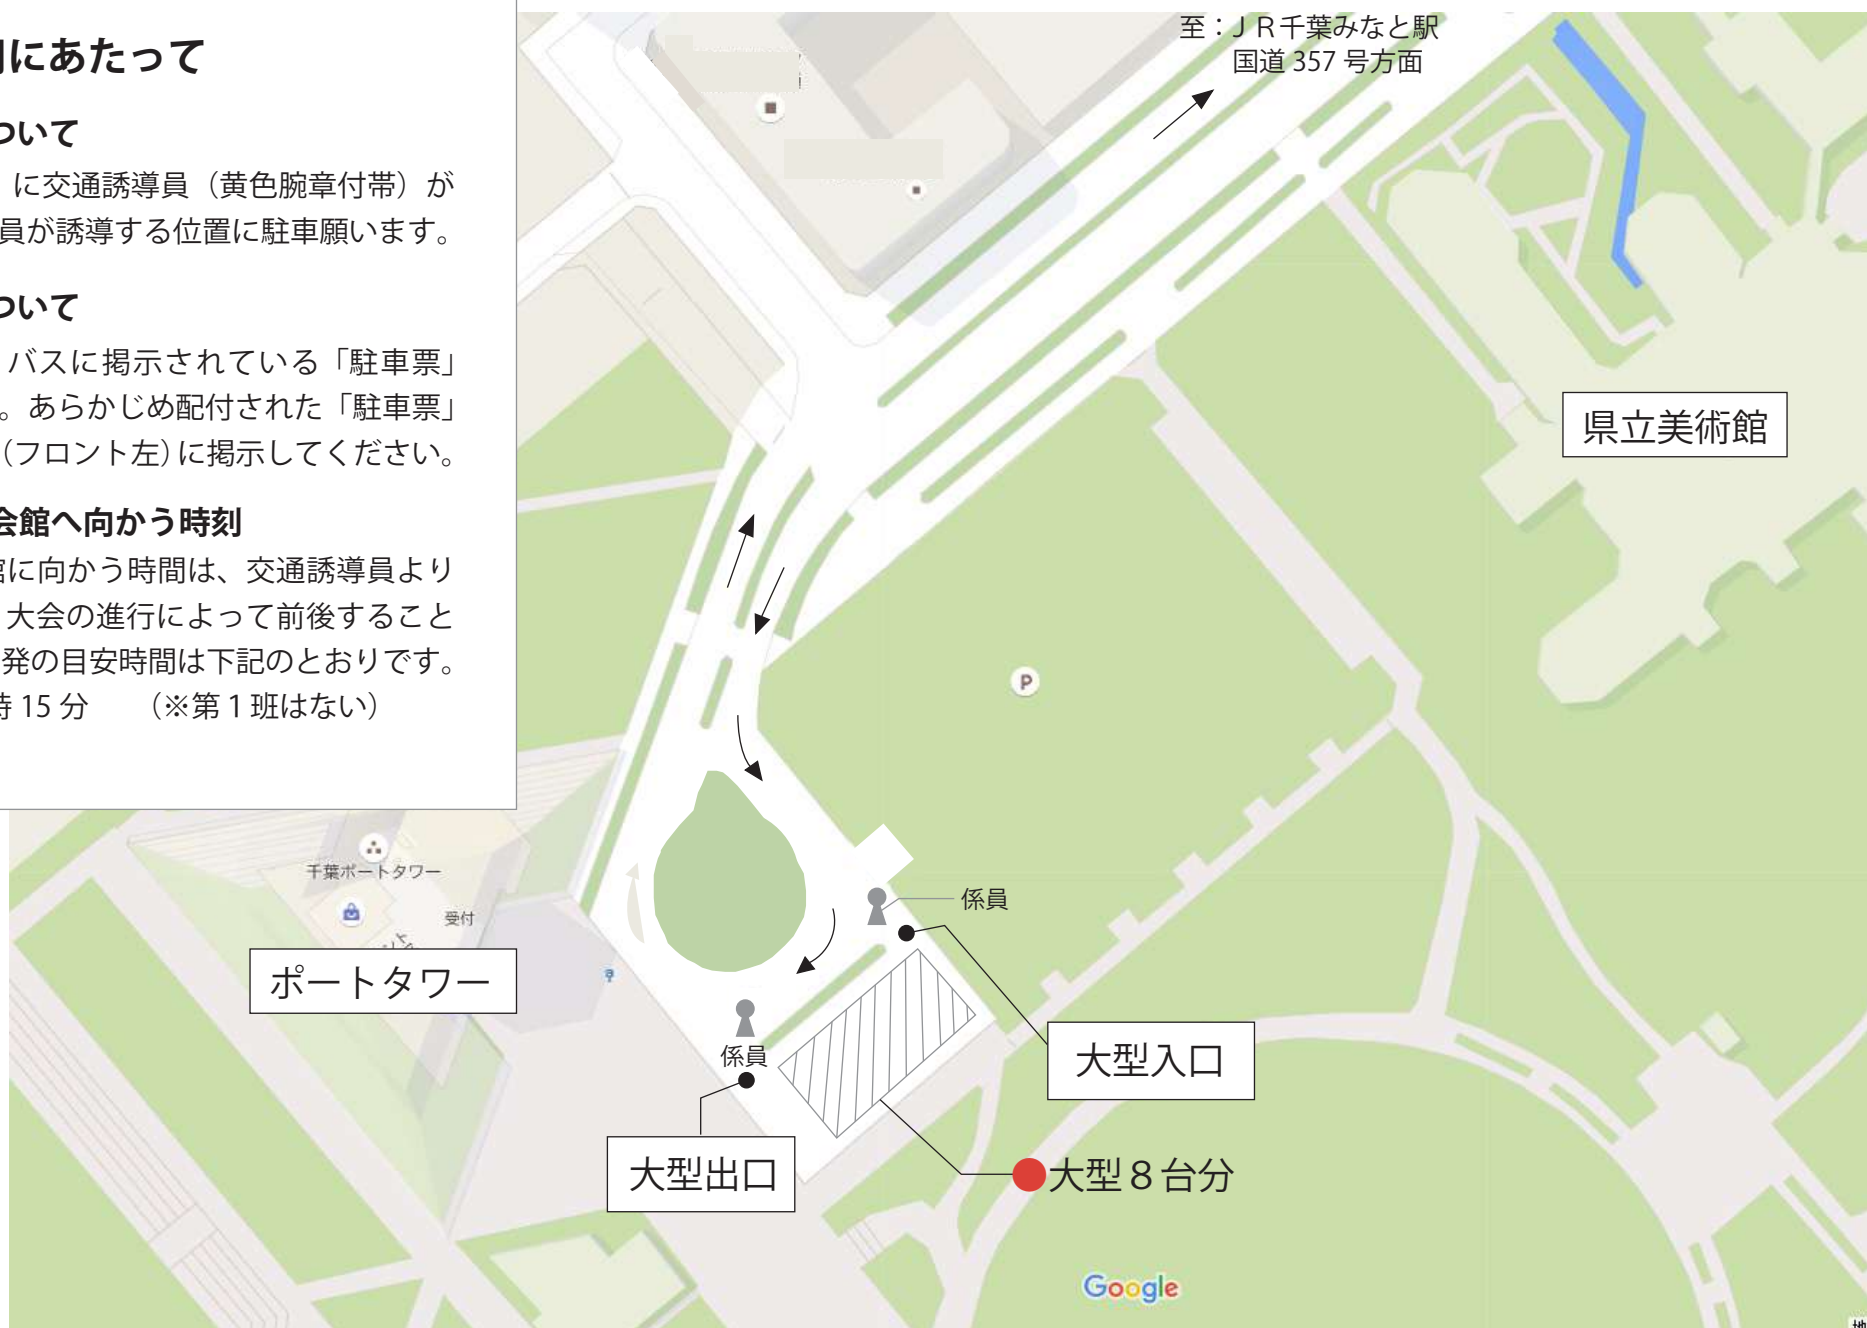 にあたって
ついて
に交通誘導員（黄色腕章付帯）が
員が誘導する位置に駐車願います。
ついて
バスに掲示されている「駐車票」
。あらかじめ配付された「駐車票」
（フロント左）に掲示してください。
会館へ向かう時刻
に向かう時間は、交通誘導員より
大会の進行によって前後すること
発の目安時間は下記のとおりです。
時 15 分　（※第１班はない）
至：ＪＲ千葉みなと駅
国道 357 号方面
県立美術館
P
千葉ポートタワー
受付
ポートタワー
係員
係員
大型入口
大型出口
大型８台分
Google